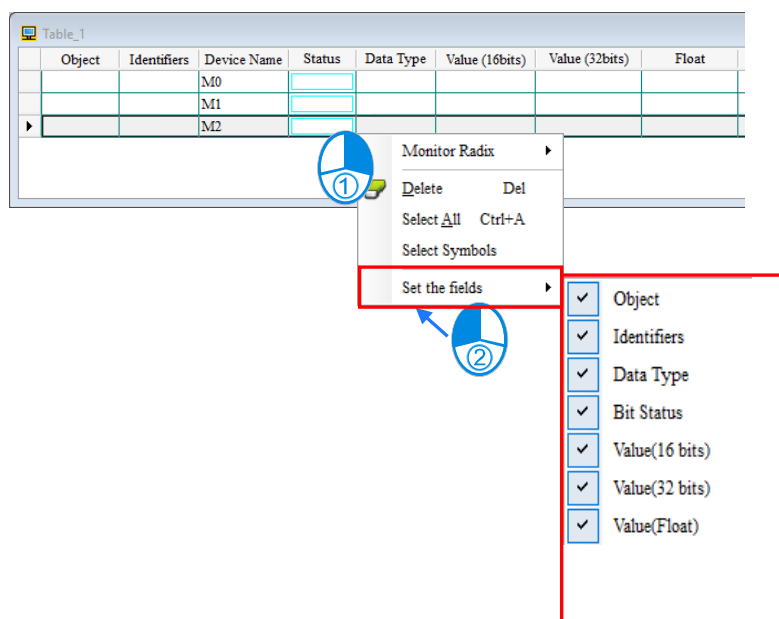 Table_1
Object Identifiers Device Name Status Data Type Value (16bits) Value (32bits) Float
M0
M1
M2
Monitor Radix
①
Delete Del
Select All Ctrl+A
Select Symbols
Set the fields
②
Object
Identifiers
Data Type
Bit Status
Value(16 bits)
Value(32 bits)
Value(Float)